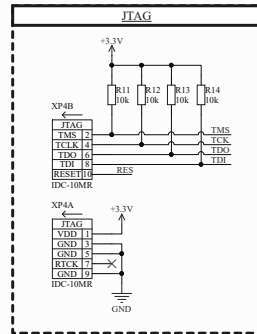 JTAG
+3.3V
XP4B
R11 R12 R13 R14
10k 10k 10k 10k
JTAG
TMS 2 TMS
TCLK 4 TCK
TDO 6 TDO
TDI 8 TDI
RESET 10 RES
IDC-10MR
XP4A
+3.3V
JTAG
VDD 1
GND 3
GND 5
RTCK 7
GND 9
IDC-10MR
GND